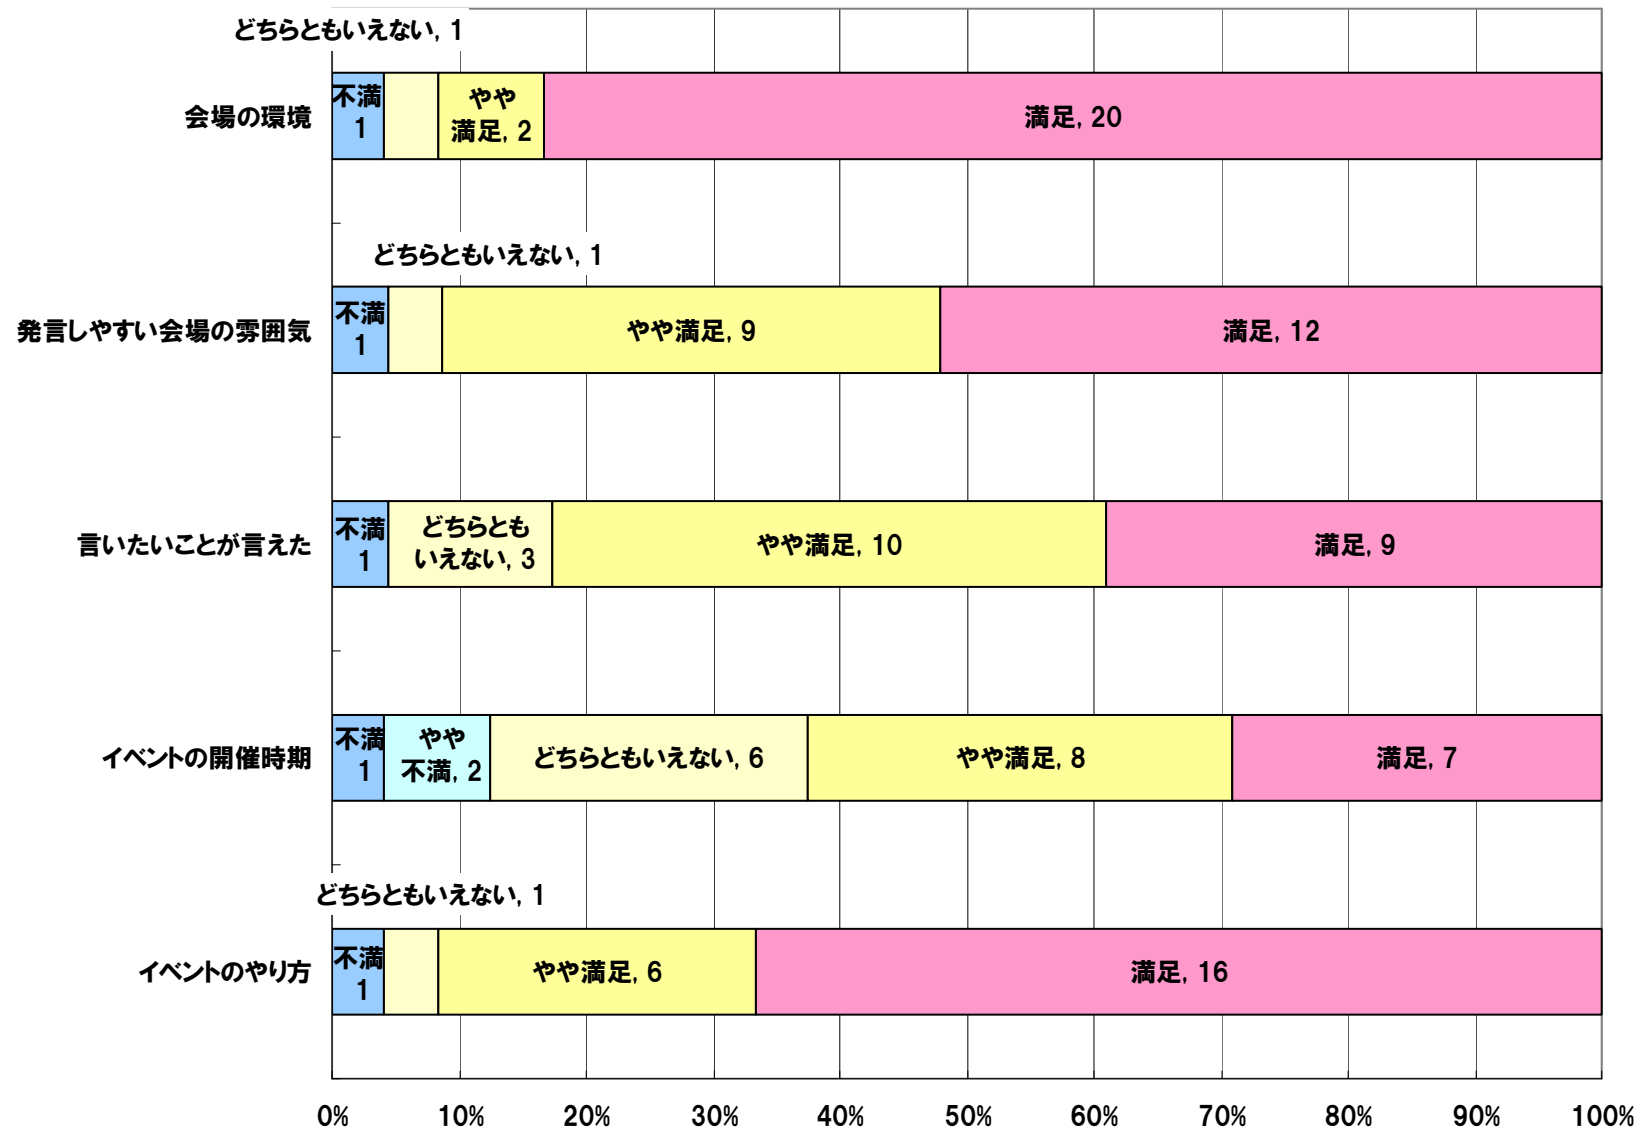 どちらともいえない, 1
会場の環境
不満
1
やや
満足, 2
満足, 20
どちらともいえない, 1
発言しやすい会場の雰囲気
不満
1
やや満足, 9
満足, 12
言いたいことが言えた
不満
1
どちらとも
いえない, 3
やや満足, 10
満足, 9
イベントの開催時期
不満
1
やや
不満, 2
どちらともいえない, 6
やや満足, 8
満足, 7
どちらともいえない, 1
イベントのやり方
不満
1
やや満足, 6
満足, 16
0% 10% 20% 30% 40% 50% 60% 70% 80% 90% 100%